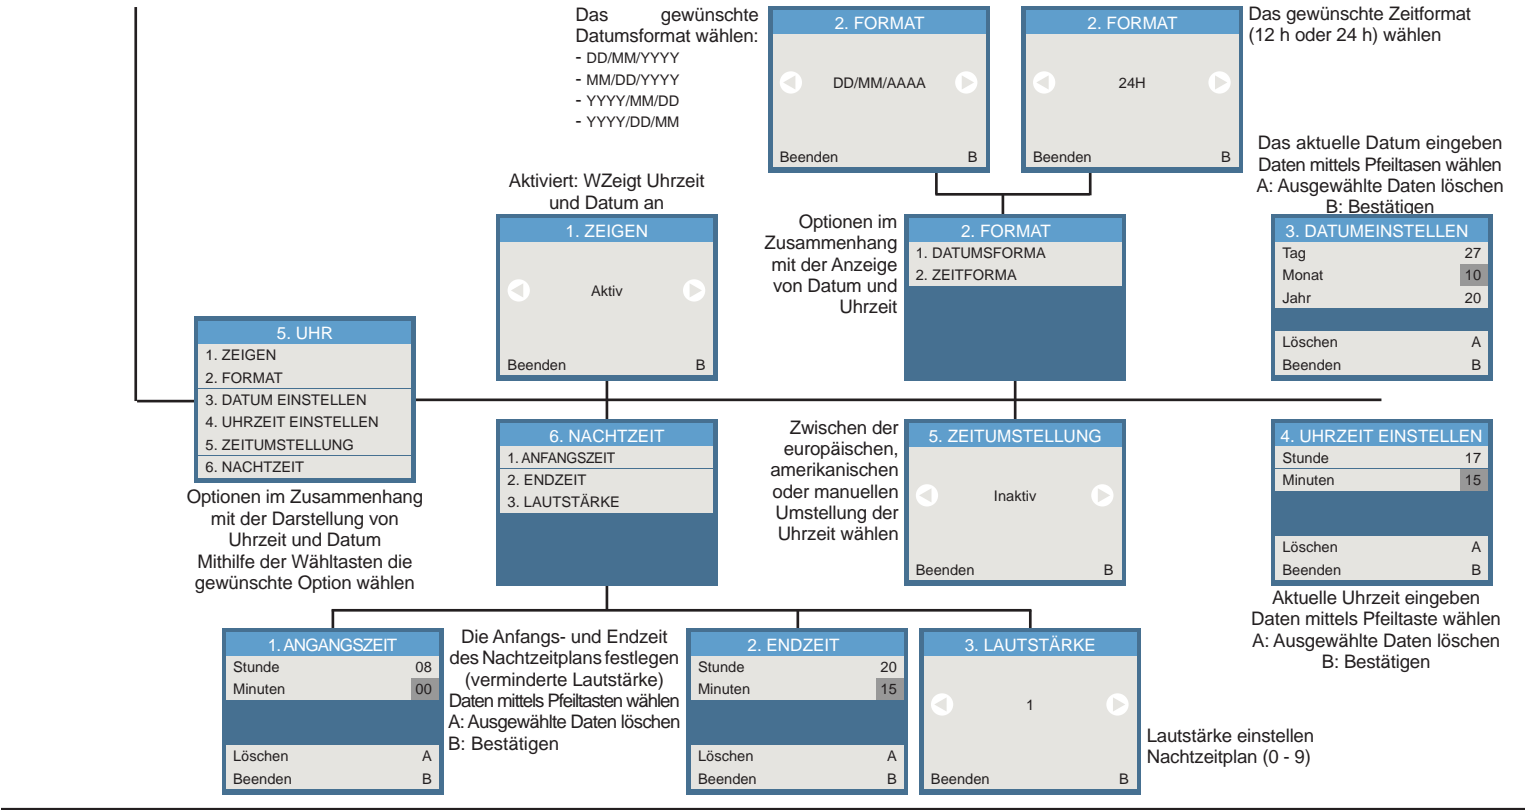 Das gewünschte
Datumsformat wählen:
- DD/MM/YYYY
- MM/DD/YYYY
- YYYY/MM/DD
- YYYY/DD/MM
2. FORMAT
DD/MM/AAAA
Beenden B
2. FORMAT
24H
Beenden B
Das gewünschte Zeitformat
(12 h oder 24 h) wählen
Aktiviert: WZeigt Uhrzeit
und Datum an
1. ZEIGEN
Aktiv
Beenden B
Optionen im
Zusammenhang
mit der Anzeige
von Datum und
Uhrzeit
2. FORMAT
1. DATUMSFORMA
2. ZEITFORMA
Das aktuelle Datum eingeben
Daten mittels Pfeiltasen wählen
A: Ausgewählte Daten löschen
B: Bestätigen
3. DATUMEINSTELLEN
Tag 27
Monat 10
Jahr 20
Löschen A
Beenden B
5. UHR
1. ZEIGEN
2. FORMAT
3. DATUM EINSTELLEN
4. UHRZEIT EINSTELLEN
5. ZEITUMSTELLUNG
6. NACHTZEIT
Optionen im Zusammenhang
mit der Darstellung von
Uhrzeit und Datum
Mithilfe der Wähltasten die
gewünschte Option wählen
6. NACHTZEIT
1. ANFANGSZEIT
2. ENDZEIT
3. LAUTSTÄRKE
Zwischen der
europäischen,
amerikanischen
oder manuellen
Umstellung der
Uhrzeit wählen
5. ZEITUMSTELLUNG
Inaktiv
Beenden B
4. UHRZEIT EINSTELLEN
Stunde 17
Minuten 15
Löschen A
Beenden B
Aktuelle Uhrzeit eingeben
Daten mittels Pfeiltaste wählen
A: Ausgewählte Daten löschen
B: Bestätigen
1. ANGANGSZEIT
Stunde 08
Minuten 00
Löschen A
Beenden B
Die Anfangs- und Endzeit
des Nachtzeitplans festlegen
(verminderte Lautstärke)
Daten mittels Pfeiltasten wählen
A: Ausgewählte Daten löschen
B: Bestätigen
2. ENDZEIT
Stunde 20
Minuten 15
Löschen A
Beenden B
3. LAUTSTÄRKE
1
Beenden B
Lautstärke einstellen
Nachtzeitplan (0 - 9)